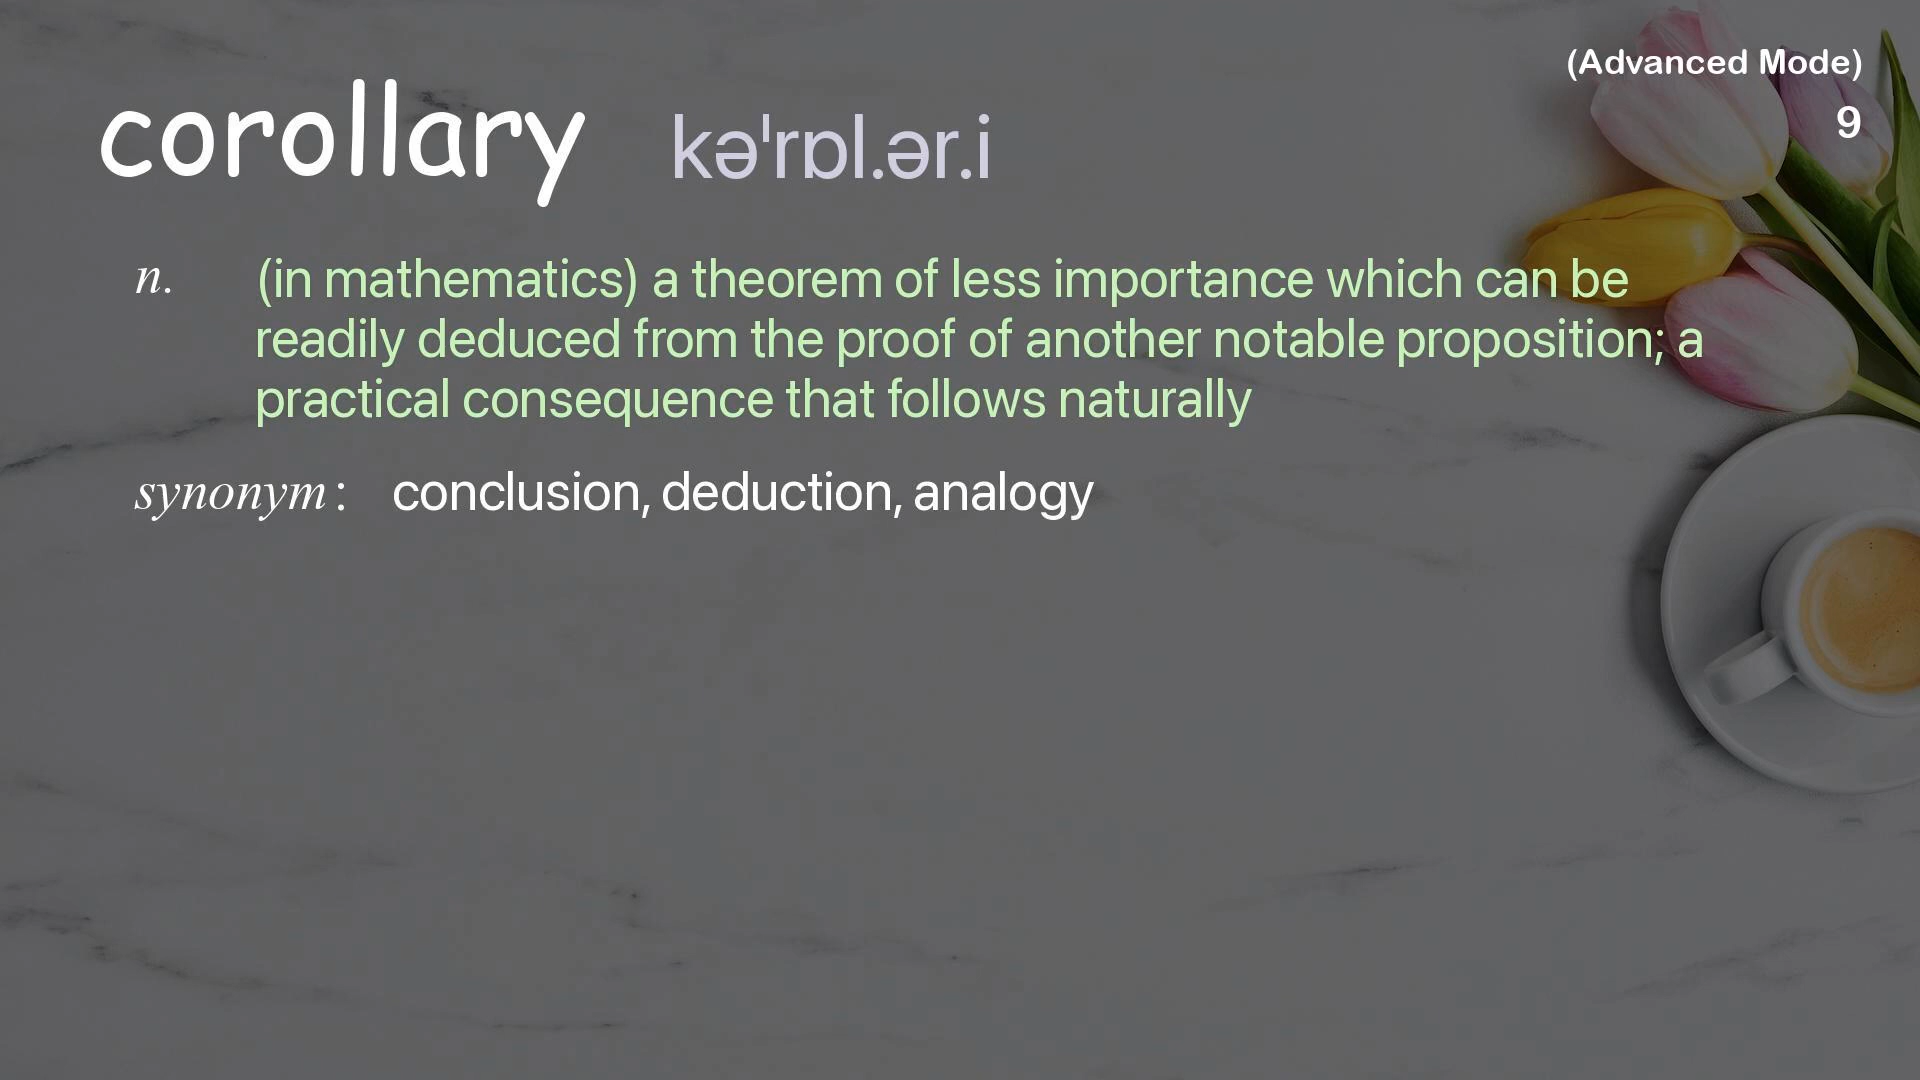 (Advanced Mode)
corollary kəˈrɒl.ər.i
9
n. (in mathematics) a theorem of less importance which can be
readily deduced from the proof of another notable proposition; a
practical consequence that follows naturally
synonym: conclusion, deduction, analogy